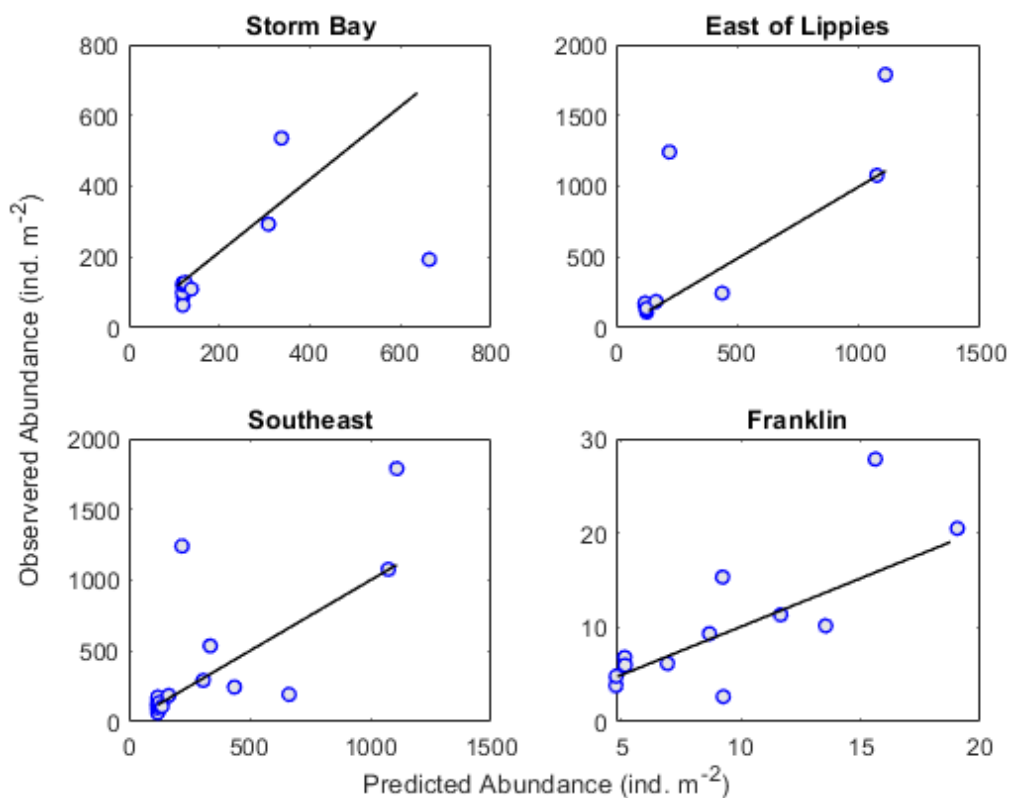 Storm Bay
800
600
400
200
0
0 200 400 600 800
East of Lippies
2000
1500
1000
500
0
0 500 1000 1500
Southeast
2000
1500
1000
500
0
0 500 1000 1500
Franklin
30
20
10
0
5 10 15 20
Observered Abundance (ind. m⁻²)
Predicted Abundance (ind. m⁻²)